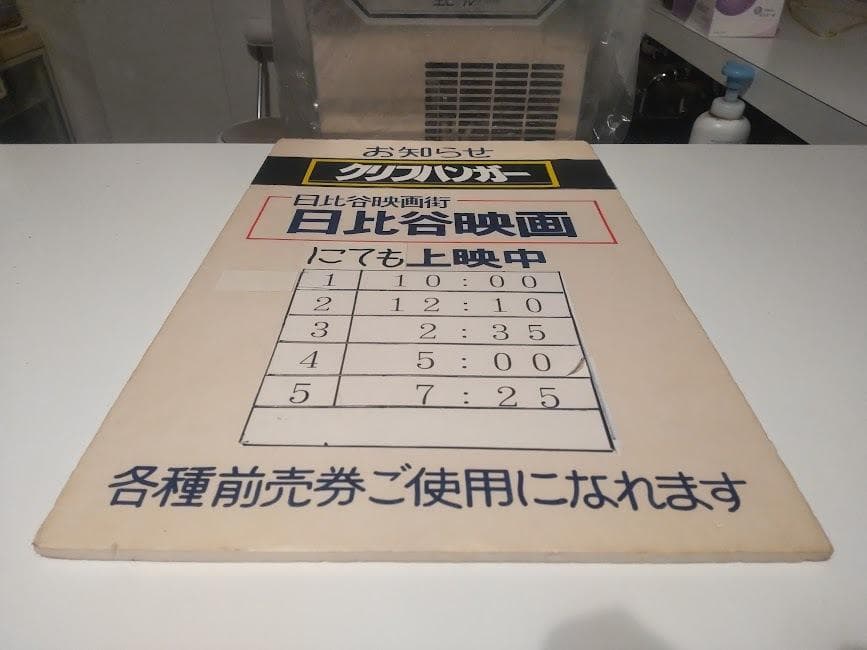 お知らせ
クリフハンガー
日比谷映画街
日比谷映画
にても上映中
1 10:00
2 12:10
3 2:35
4 5:00
5 7:25
各種前売券ご使用になれます